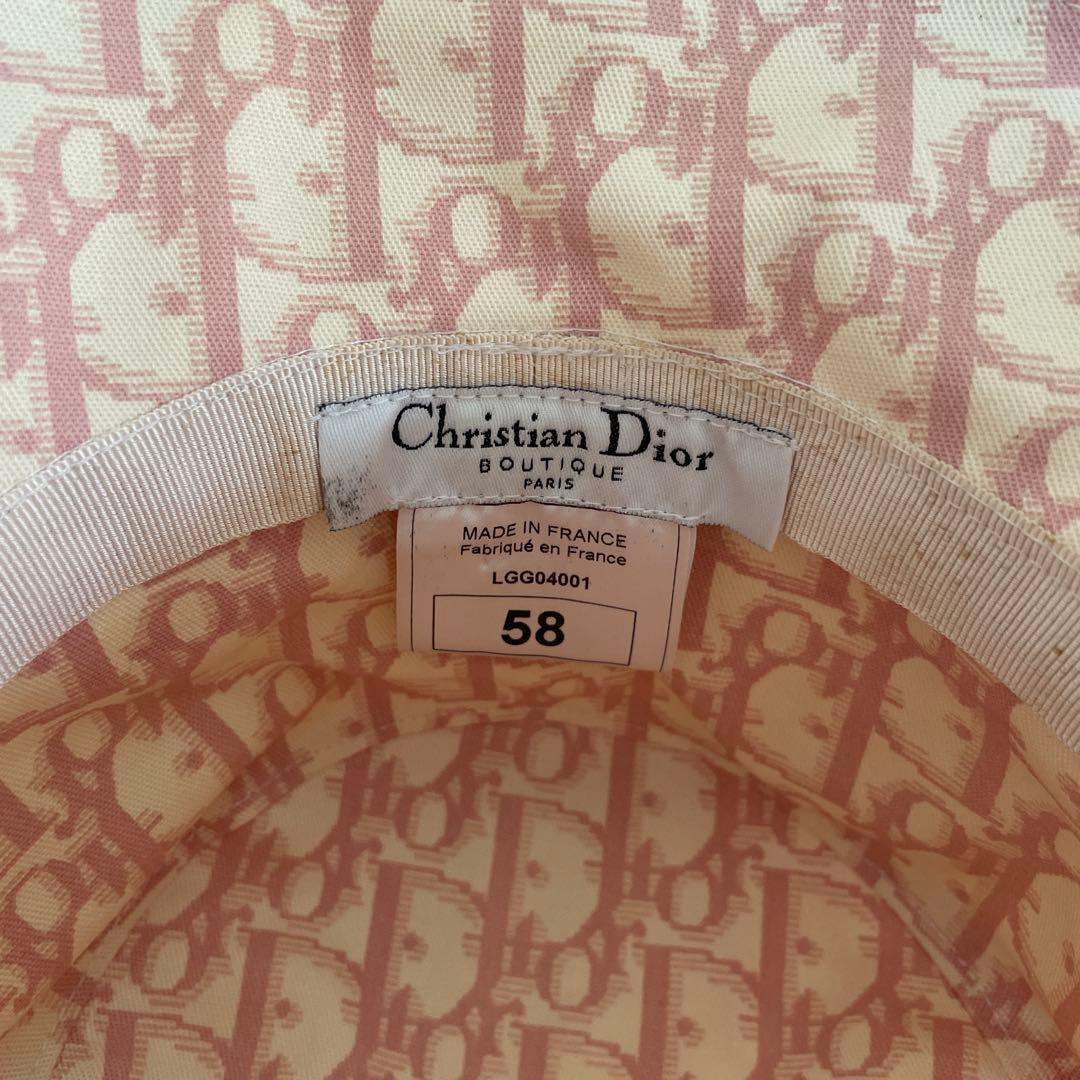 Christian Dior
BOUTIQUE
PARIS
MADE IN FRANCE
Fabriqué en France
LGG04001
58